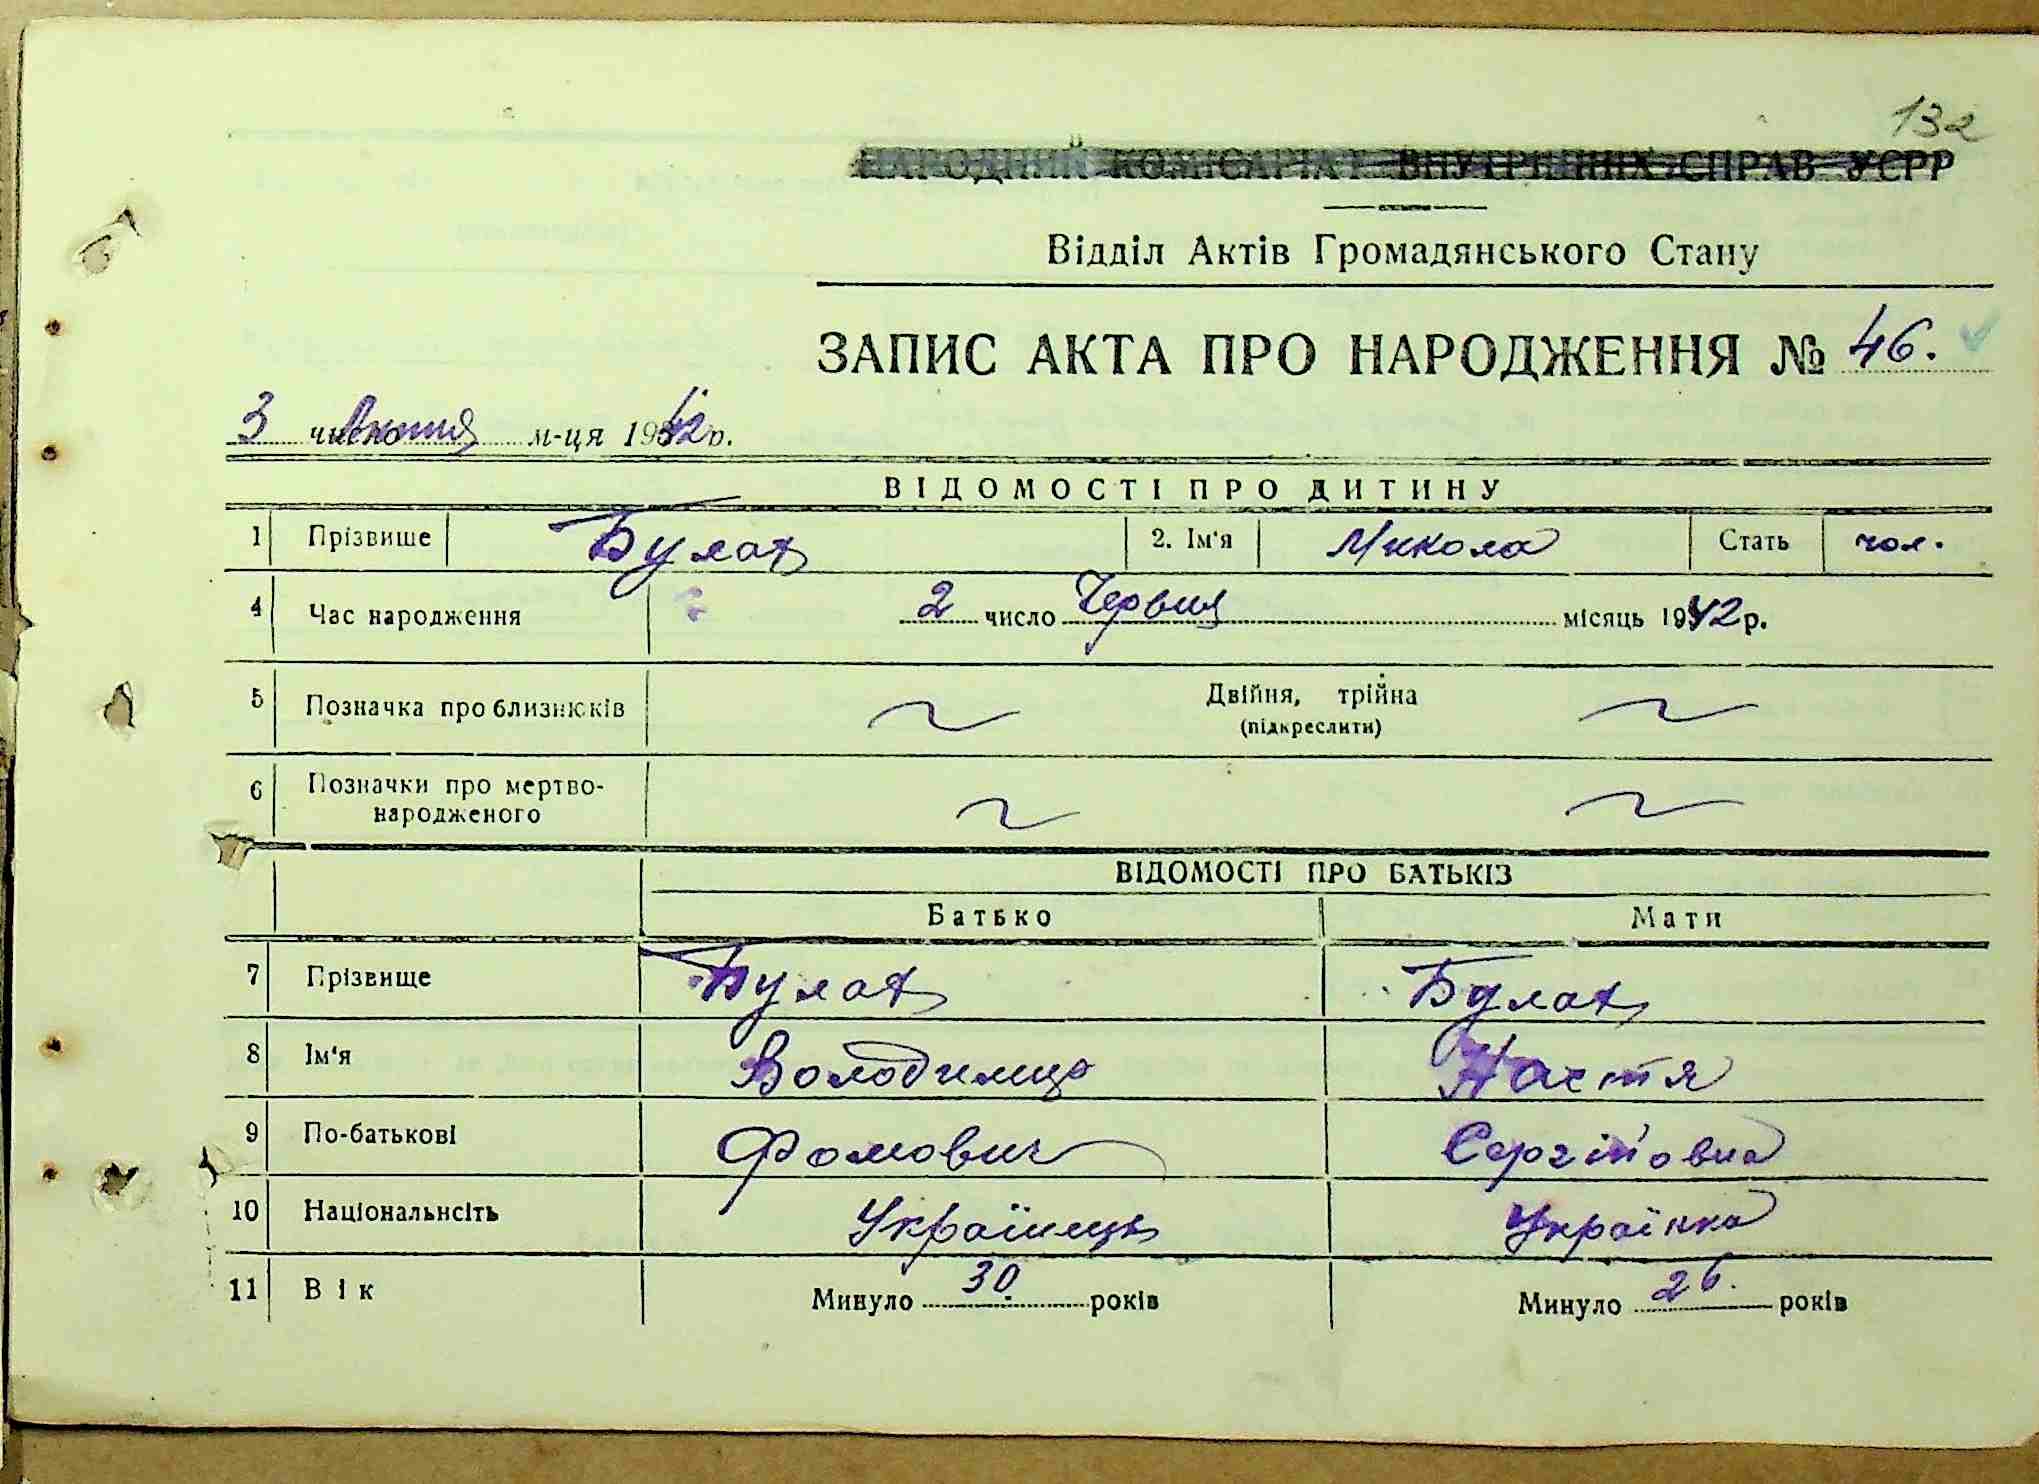 132
НАРОДНИЙ КОМІСАРІАТ ВНУТРІШНІХ СПРАВ УСРР
Відділ Актів Громадянського Стану
ЗАПИС АКТА ПРО НАРОДЖЕННЯ № 46.
3 число м-ця 1942 р.
ВІДОМОСТІ ПРО ДИТИНУ
1 Прізвище Булах 2. Ім'я Микола Стать чол.
4 Час народження 2 число Червня місяць 1942 р.
5 Позначка про близнюків Двійня, трійна
(підкреслити)
6 Позначки про мертво-
народженого
ВІДОМОСТІ ПРО БАТЬКІВ
Батько Мати
7 Прізвище Булах Булах
8 Ім'я Володимир Настя
9 По-батькові Фомович Сергіївна
10 Національнсіть Українець Українка
11 Вік Минуло 30 років Минуло 26. років